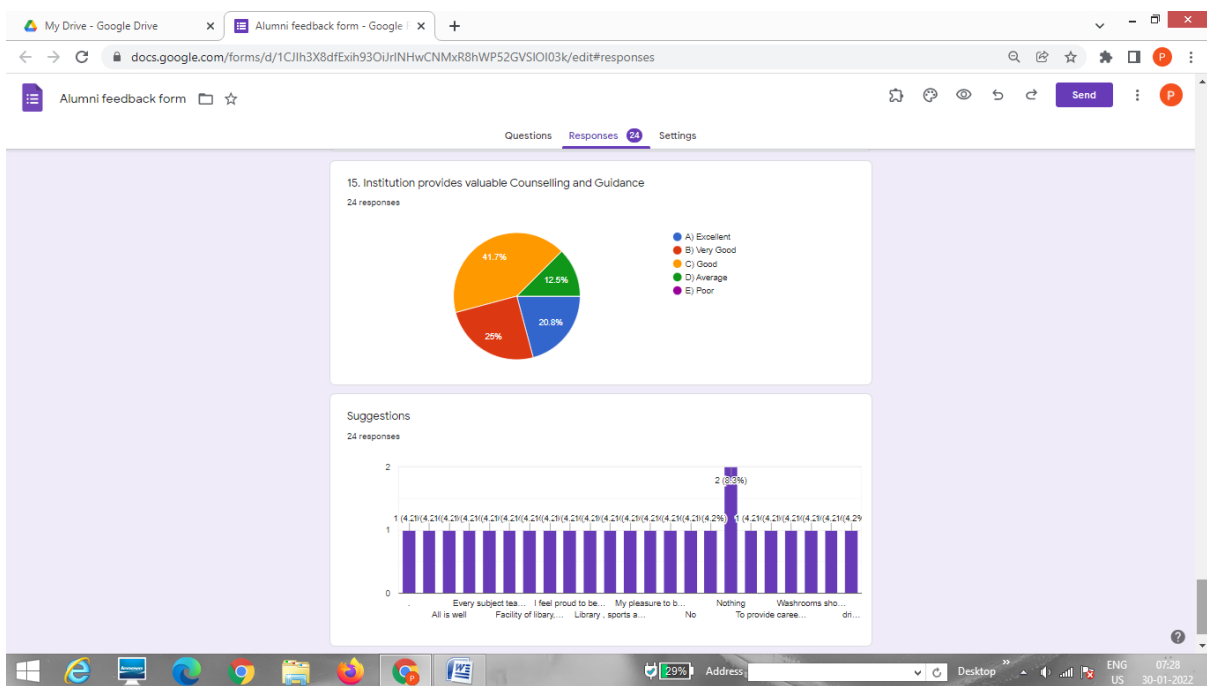 My Drive - Google Drive
Alumni feedback form - Google F
docs.google.com/forms/d/1CJIh3X8dfExih93OiJrlNHwCNMxR8hWP52GVSIOI03k/edit#responses
P
Alumni feedback form
Send
P
Questions Responses 24 Settings
15. Institution provides valuable Counselling and Guidance
24 responses
41.7%
12.5%
20.8%
25%
A) Excellent
B) Very Good
C) Good
D) Average
E) Poor
Suggestions
24 responses
2
2 (8.3%)
1
0
. Every subject tea... I feel proud to be... My pleasure to b... Nothing Washrooms sho...
All is well Facility of libary,... Library , sports a... No To provide caree... dri...
29% Address Desktop ENG 07:28
US 30-01-2022